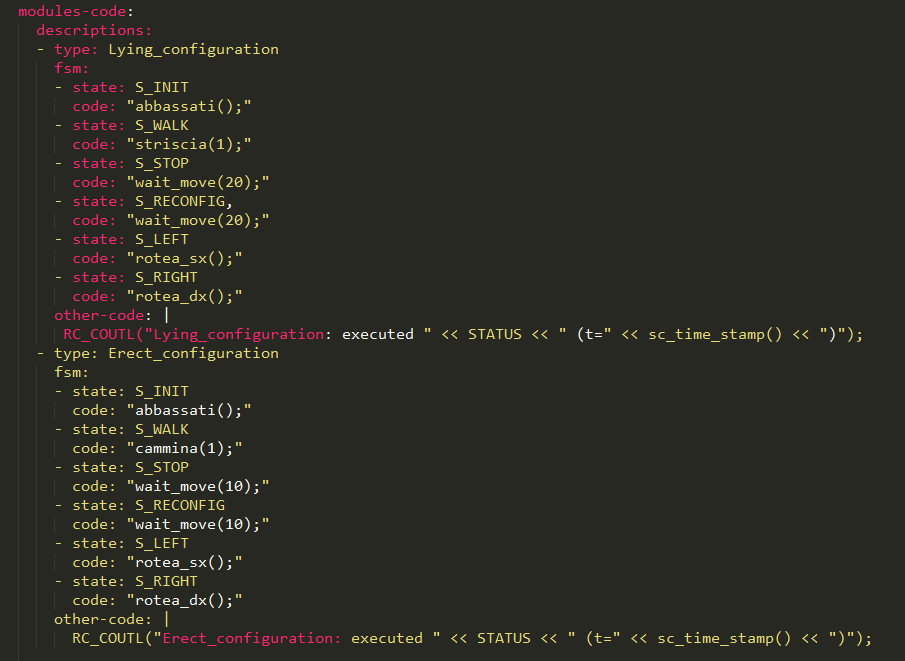 modules-code:
  descriptions:
  - type: Lying_configuration
    fsm:
    - state: S_INIT
      code: "abbassati();"
    - state: S_WALK
      code: "striscia(1);"
    - state: S_STOP
      code: "wait_move(20);"
    - state: S_RECONFIG,
      code: "wait_move(20);"
    - state: S_LEFT
      code: "rotea_sx();"
    - state: S_RIGHT
      code: "rotea_dx();"
    other-code: |
     RC_COUTL("Lying_configuration: executed " << STATUS << " (t=" << sc_time_stamp() << ")");
  - type: Erect_configuration
    fsm:
    - state: S_INIT
      code: "abbassati();"
    - state: S_WALK
      code: "cammina(1);"
    - state: S_STOP
      code: "wait_move(10);"
    - state: S_RECONFIG
      code: "wait_move(10);"
    - state: S_LEFT
      code: "rotea_sx();"
    - state: S_RIGHT
      code: "rotea_dx();"
    other-code: |
      RC_COUTL("Erect_configuration: executed " << STATUS << " (t=" << sc_time_stamp() << ")");